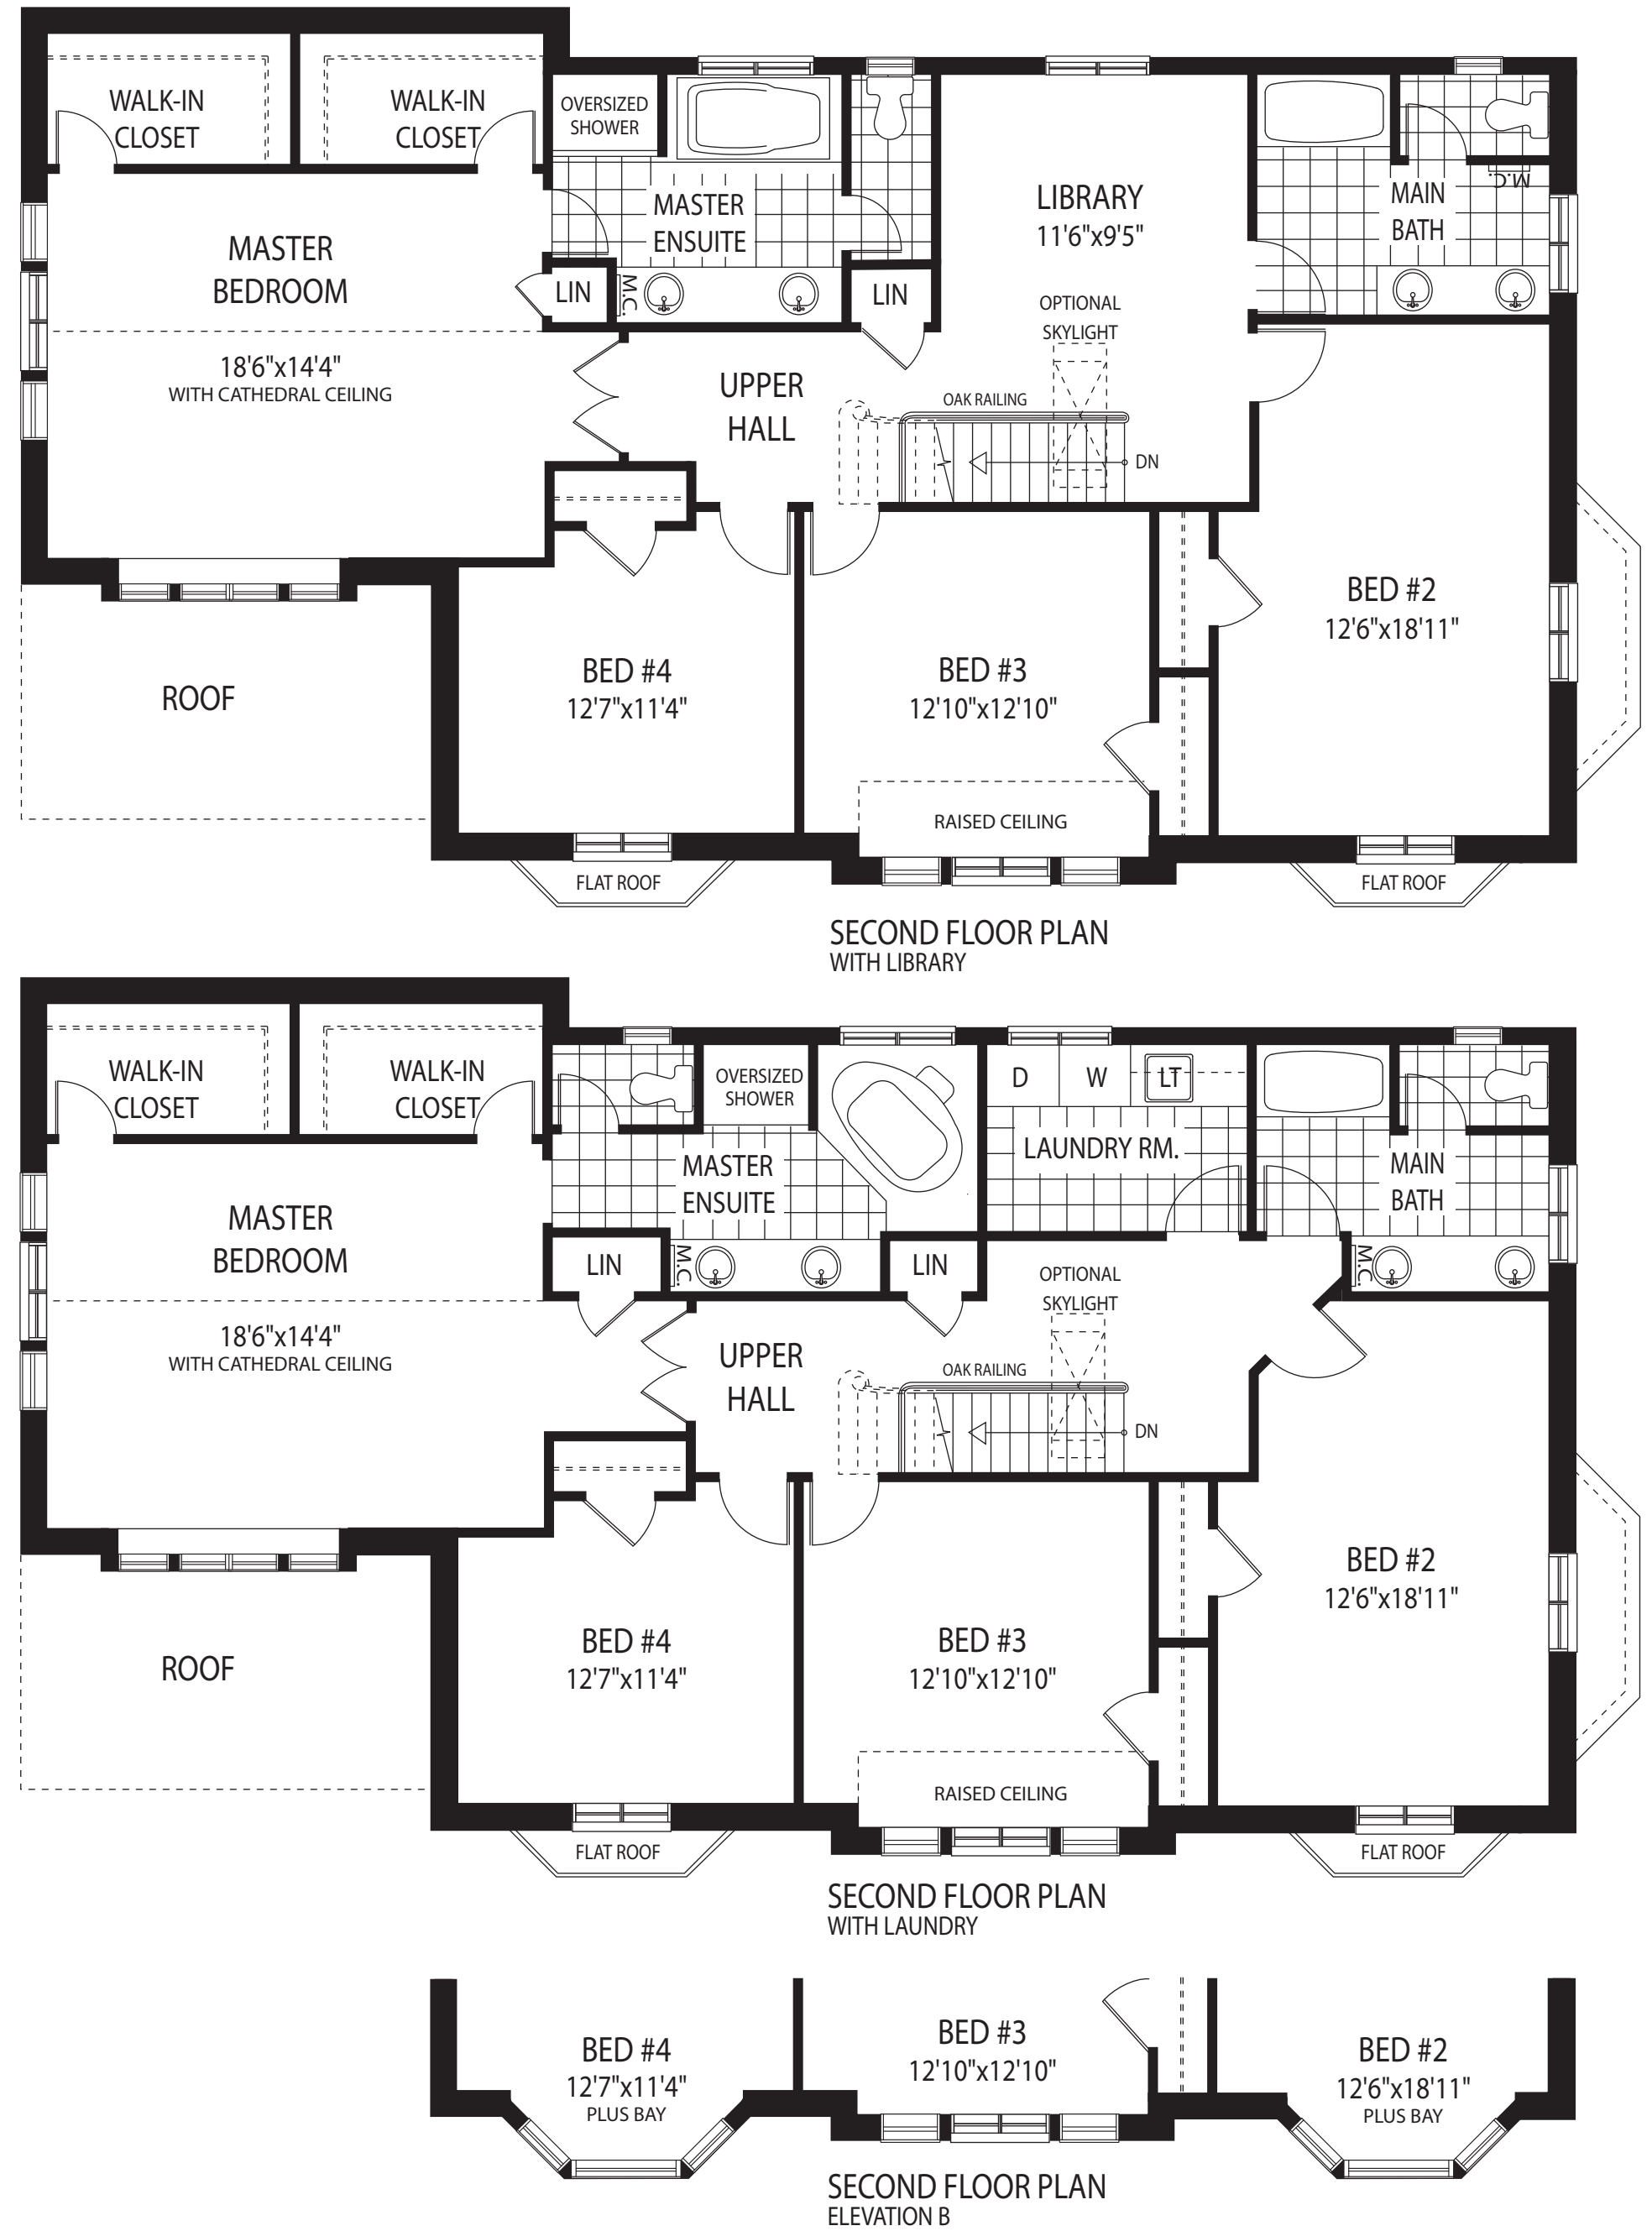 WALK-IN
CLOSET
WALK-IN
CLOSET
OVERSIZED
SHOWER
MASTER
ENSUITE
LIBRARY
11'6"x9'5"
M.C.
MAIN
BATH
MASTER
BEDROOM
18'6"x14'4"
WITH CATHEDRAL CEILING
LIN
M.C.
LIN
OPTIONAL
SKYLIGHT
UPPER
HALL
OAK RAILING
DN
BED #2
12'6"x18'11"
BED #4
12'7"x11'4"
BED #3
12'10"x12'10"
ROOF
RAISED CEILING
FLAT ROOF
FLAT ROOF
SECOND FLOOR PLAN
WITH LIBRARY
WALK-IN
CLOSET
WALK-IN
CLOSET
OVERSIZED
SHOWER
D
W
LT
MASTER
ENSUITE
LAUNDRY RM.
MAIN
BATH
MASTER
BEDROOM
18'6"x14'4"
WITH CATHEDRAL CEILING
LIN
M.C.
LIN
OPTIONAL
SKYLIGHT
M.C.
UPPER
HALL
OAK RAILING
DN
BED #2
12'6"x18'11"
BED #4
12'7"x11'4"
BED #3
12'10"x12'10"
ROOF
RAISED CEILING
FLAT ROOF
FLAT ROOF
SECOND FLOOR PLAN
WITH LAUNDRY
BED #4
12'7"x11'4"
PLUS BAY
BED #3
12'10"x12'10"
BED #2
12'6"x18'11"
PLUS BAY
SECOND FLOOR PLAN
ELEVATION B